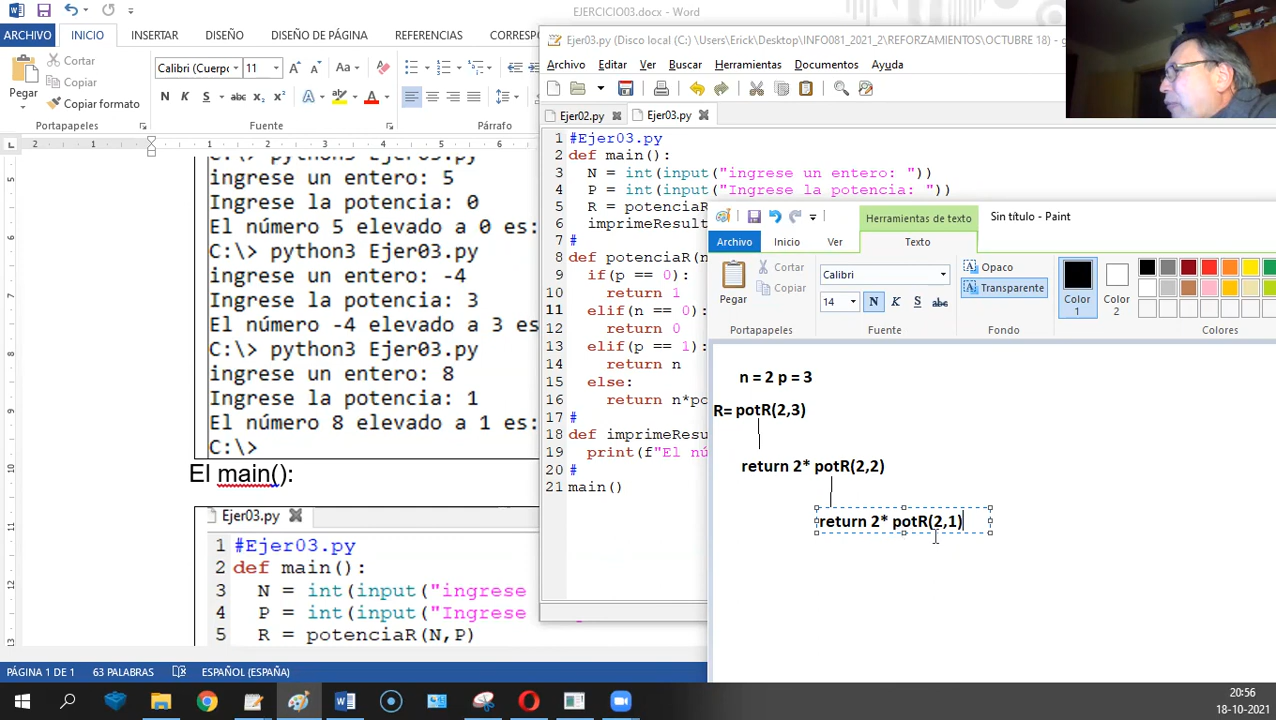 EJERCICIO03.docx - Word
ARCHIVO INICIO INSERTAR DISEÑO DISEÑO DE PÁGINA REFERENCIAS CORRESP
Pegar
Cortar
Copiar
Copiar formato
Calibri (Cuerpo 11
N K S abc x₂ x²
Portapapeles Fuente Párrafo
C:\> python3 Ejer03.py
ingrese un entero: 5
Ingrese la potencia: 0
El número 5 elevado a 0 es:
C:\> python3 Ejer03.py
ingrese un entero: -4
Ingrese la potencia: 3
El número -4 elevado a 3 es:
C:\> python3 Ejer03.py
ingrese un entero: 8
Ingrese la potencia: 1
El número 8 elevado a 1 es:
C:\>
El main():
Ejer03.py
1 #Ejer03.py
2 def main():
3 N = int(input("ingrese
4 P = int(input("Ingrese
5 R = potenciaR(N,P)
PÁGINA 1 DE 1 63 PALABRAS ESPAÑOL (ESPAÑA)
Ejer03.py (Disco local (C:) \Users\Erick\Desktop\INFO081_2021_2\REFORZAMIENTOS\OCTUBRE 18) - g
Archivo Editar Ver Buscar Herramientas Documentos Ayuda
Ejer02.py Ejer03.py
1 #Ejer03.py
2 def main():
3 N = int(input("ingrese un entero: "))
4 P = int(input("Ingrese la potencia: "))
5 R = potenciaR
6 imprimeResult
7 #
8 def potenciaR(n
9 if(p == 0):
10 return 1
11 elif(n == 0):
12 return 0
13 elif(p == 1):
14 return n
15 else:
16 return n*po
17 #
18 def imprimeResu
19 print(f"El nú
20 #
21 main()
Herramientas de texto Sin título - Paint
Archivo Inicio Ver Texto
Pegar
Cortar
Copiar
Calibri
14 N K S abc
Opaco
Transparente
Color 1
Color 2
Portapapeles Fuente Fondo Colores
n = 2 p = 3
R= potR(2,3)
return 2* potR(2,2)
return 2* potR(2,1)
20:56
18-10-2021